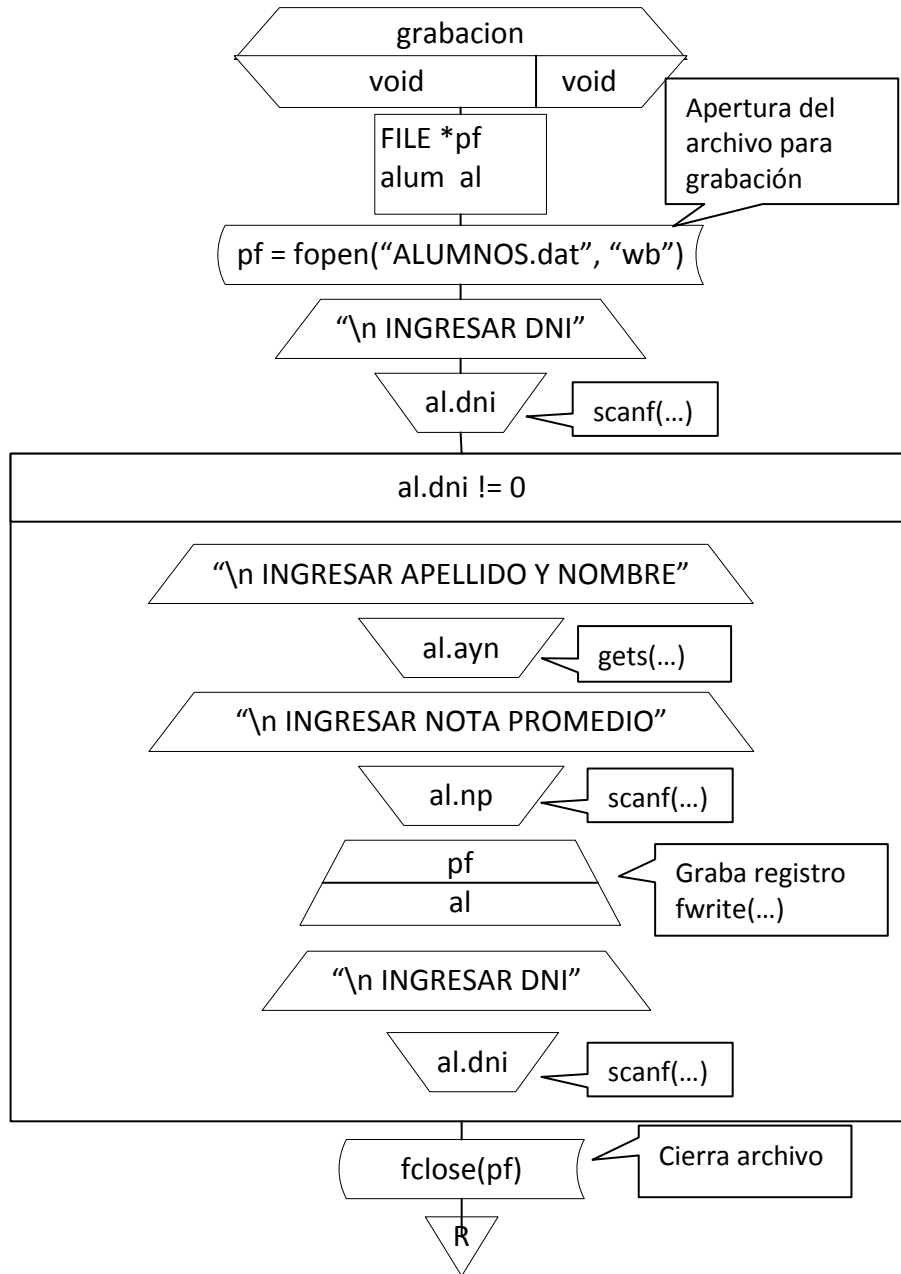 grabacion
void void
Apertura del
archivo para
grabación
FILE *pf
alum al
pf = fopen(“ALUMNOS.dat”, “wb”)
“\n INGRESAR DNI”
al.dni
scanf(…)
al.dni != 0
“\n INGRESAR APELLIDO Y NOMBRE”
al.ayn
gets(…)
“\n INGRESAR NOTA PROMEDIO”
al.np
scanf(…)
pf
al
Graba registro
fwrite(…)
“\n INGRESAR DNI”
al.dni
scanf(…)
fclose(pf)
Cierra archivo
R